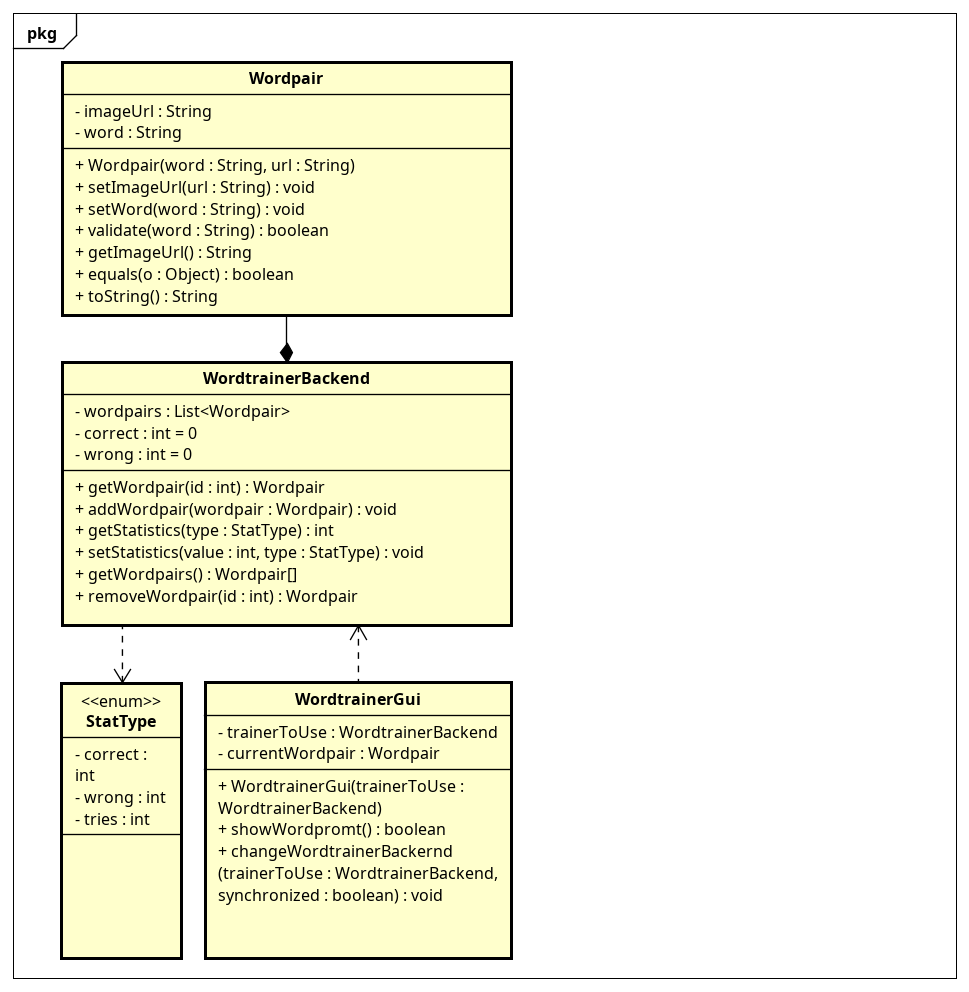 pkg
Wordpair
- imageUrl : String
- word : String
+ Wordpair(word : String, url : String)
+ setImageUrl(url : String) : void
+ setWord(word : String) : void
+ validate(word : String) : boolean
+ getImageUrl() : String
+ equals(o : Object) : boolean
+ toString() : String
WordtrainerBackend
- wordpairs : List<Wordpair>
- correct : int = 0
- wrong : int = 0
+ getWordpair(id : int) : Wordpair
+ addWordpair(wordpair : Wordpair) : void
+ getStatistics(type : StatType) : int
+ setStatistics(value : int, type : StatType) : void
+ getWordpairs() : Wordpair[]
+ removeWordpair(id : int) : Wordpair
<<enum>>
StatType
- correct :
int
- wrong : int
- tries : int
WordtrainerGui
- trainerToUse : WordtrainerBackend
- currentWordpair : Wordpair
+ WordtrainerGui(trainerToUse :
WordtrainerBackend)
+ showWordpromt() : boolean
+ changeWordtrainerBackernd
(trainerToUse : WordtrainerBackend,
synchronized : boolean) : void